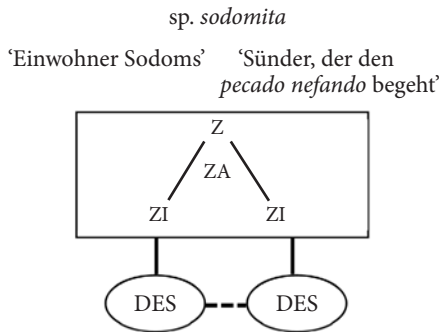 sp. sodomita
‘Einwohner Sodoms’ ‘Sünder, der den
pecado nefando begeht’
Z
ZA
ZI ZI
DES DES